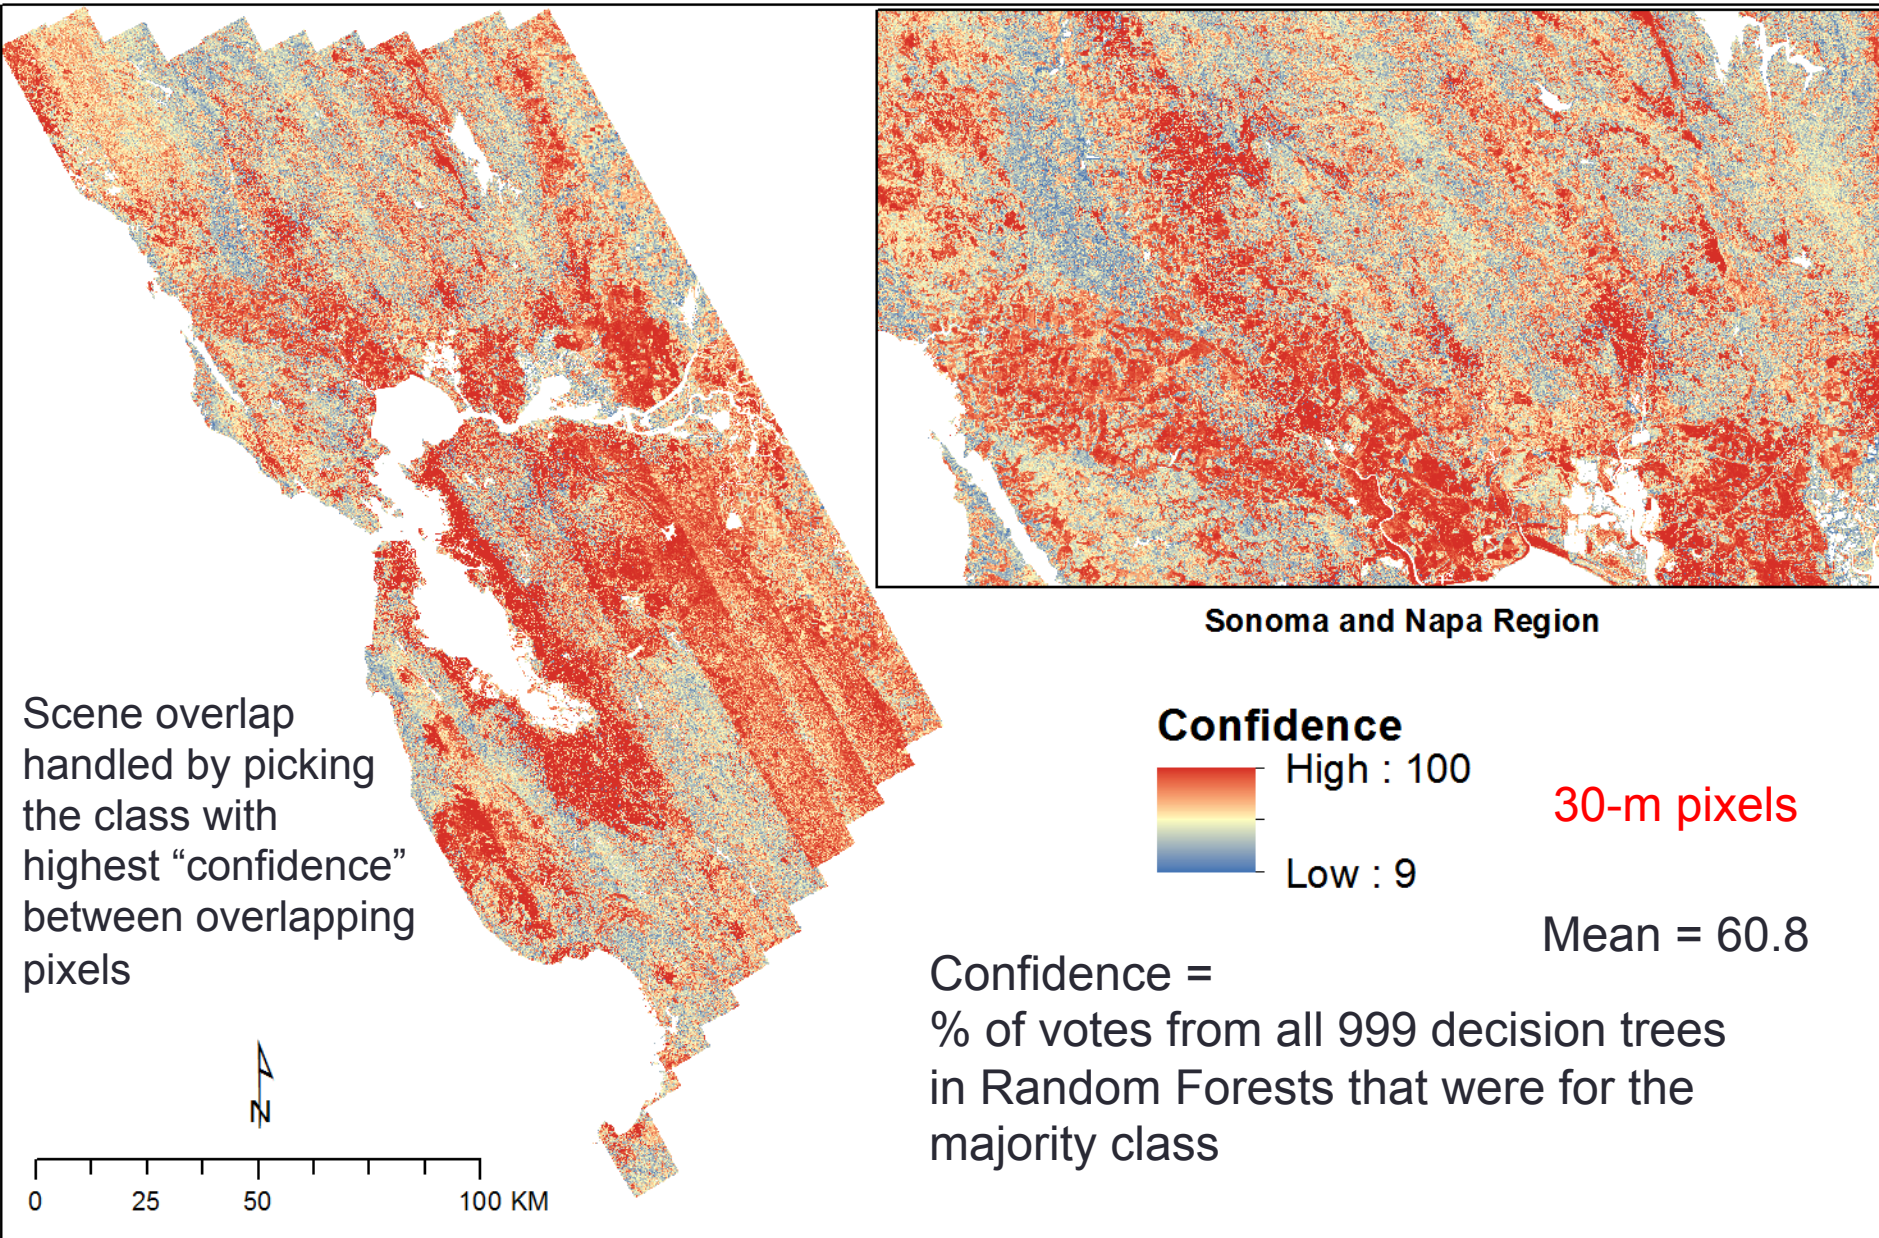 Sonoma and Napa Region
Scene overlap
handled by picking
the class with
highest “confidence”
between overlapping
pixels
Confidence
High : 100
Low : 9
30-m pixels
Mean = 60.8
Confidence =
% of votes from all 999 decision trees
in Random Forests that were for the
majority class
N
0 25 50 100 KM